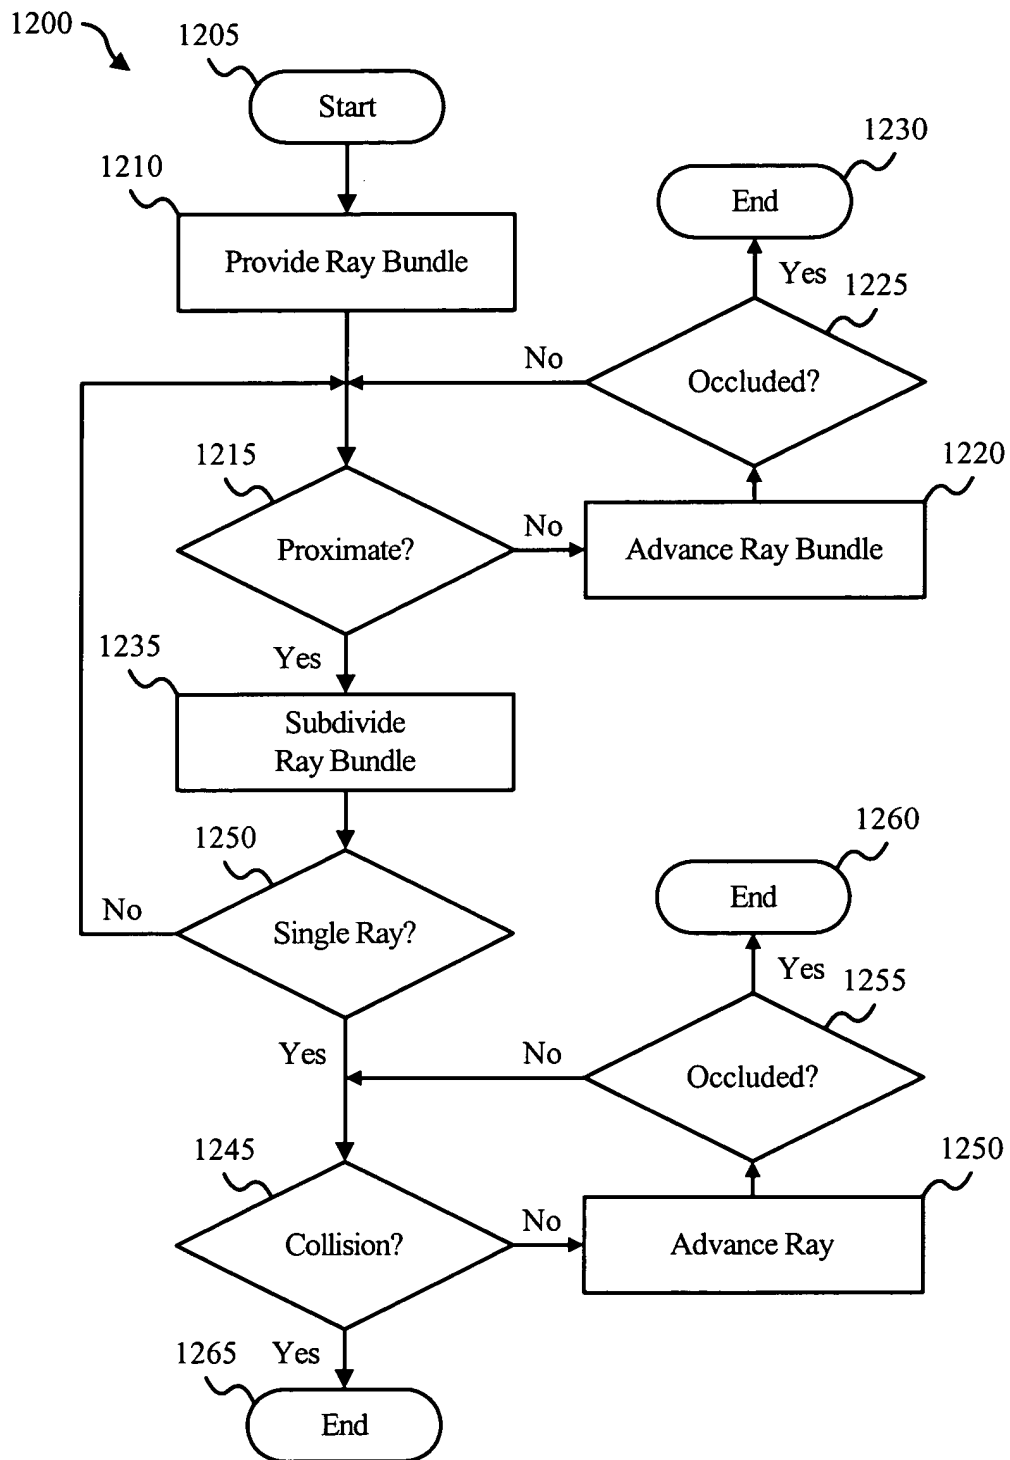 1200
1205
Start
1210
Provide Ray Bundle
1230
End
Yes
1225
Occluded?
No
1215
Proximate?
No
1220
Advance Ray Bundle
Yes
1235
Subdivide
Ray Bundle
1250
Single Ray?
No
Yes
1260
End
Yes
1255
Occluded?
No
1245
Collision?
No
1250
Advance Ray
Yes
1265
End